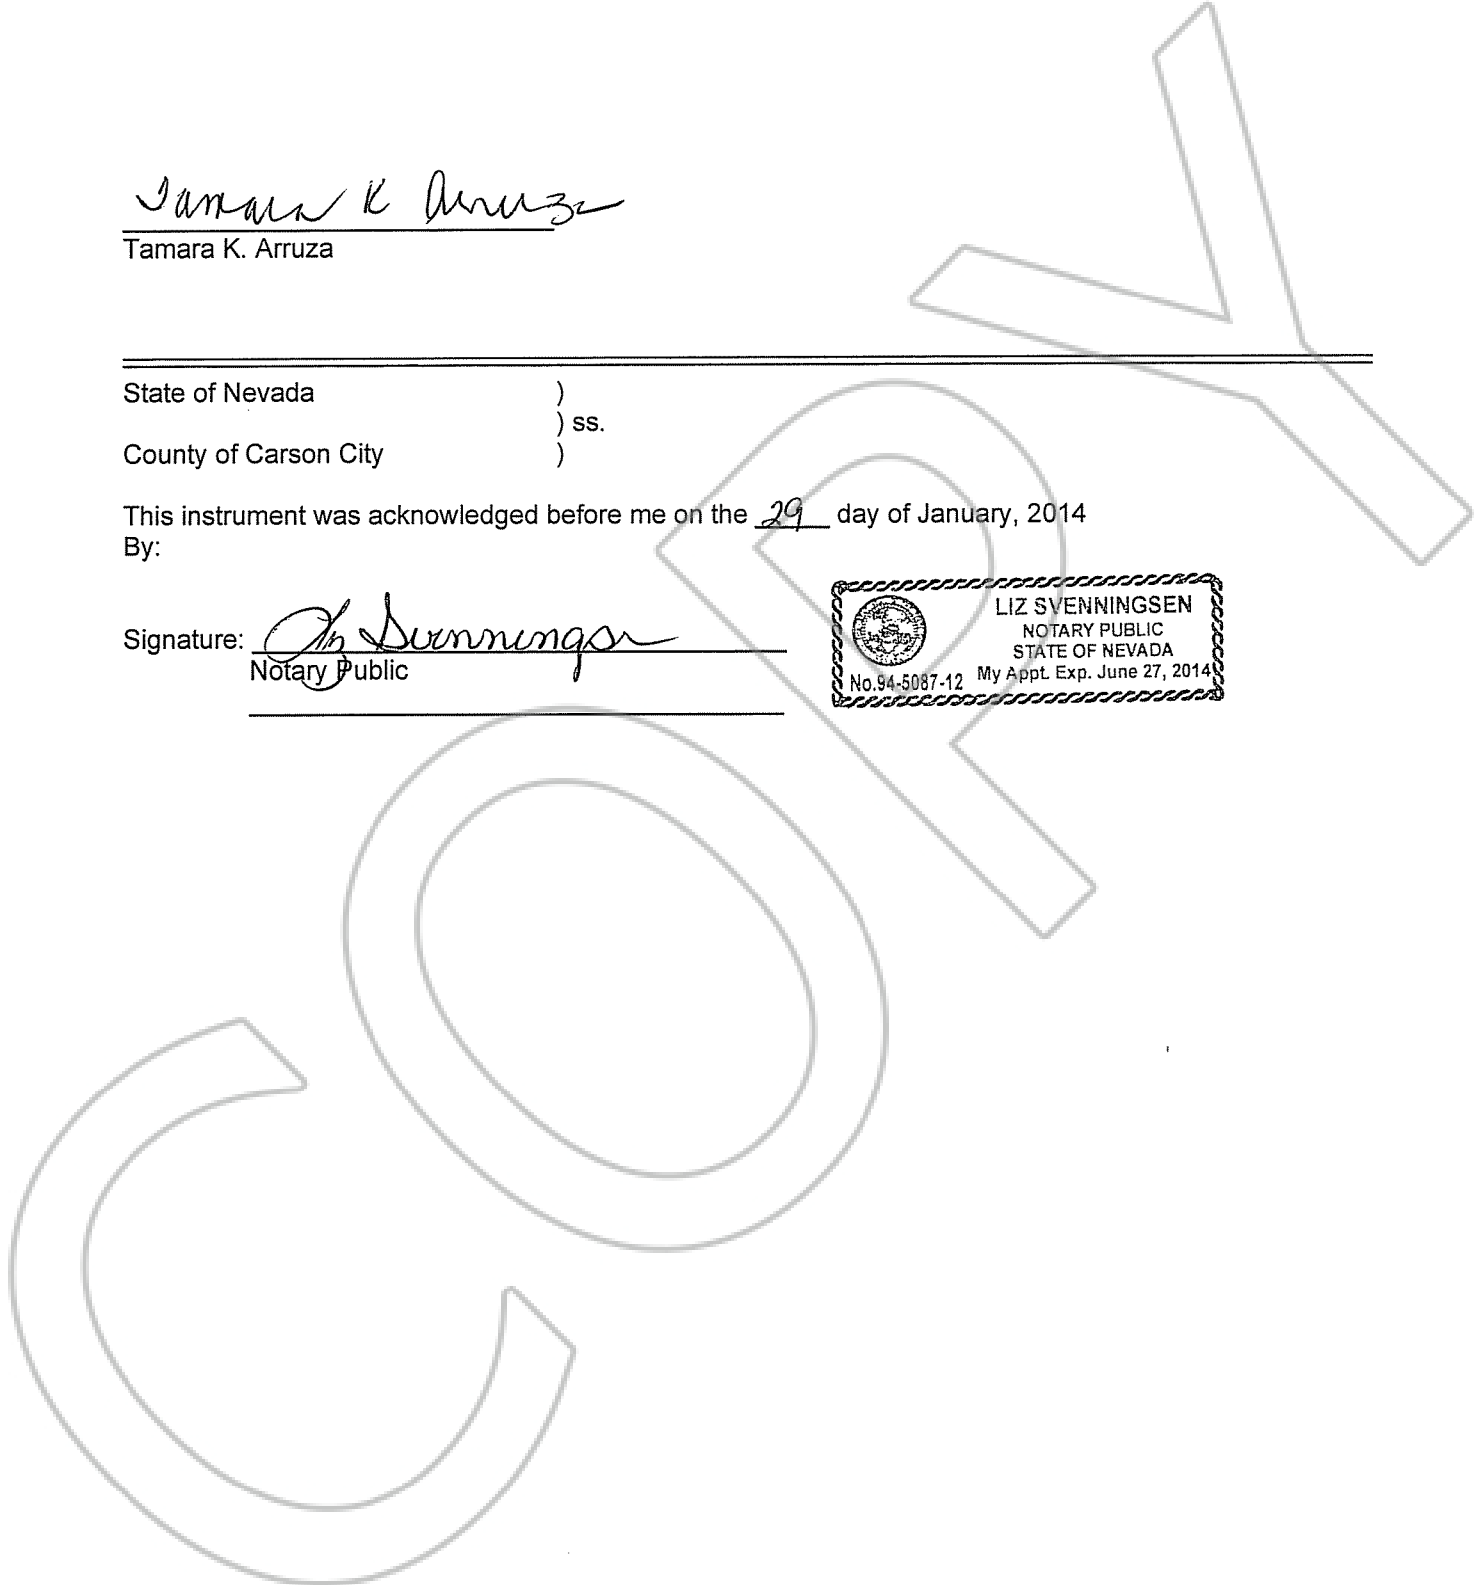 Tamara K Arruza
Tamara K. Arruza
State of Nevada )
) ss.
County of Carson City )
This instrument was acknowledged before me on the 29 day of January, 2014
By:
Signature: Liz Svenningsen
Notary Public
LIZ SVENNINGSEN
NOTARY PUBLIC
STATE OF NEVADA
No.94-5087-12 My Appt. Exp. June 27, 2014
COPY